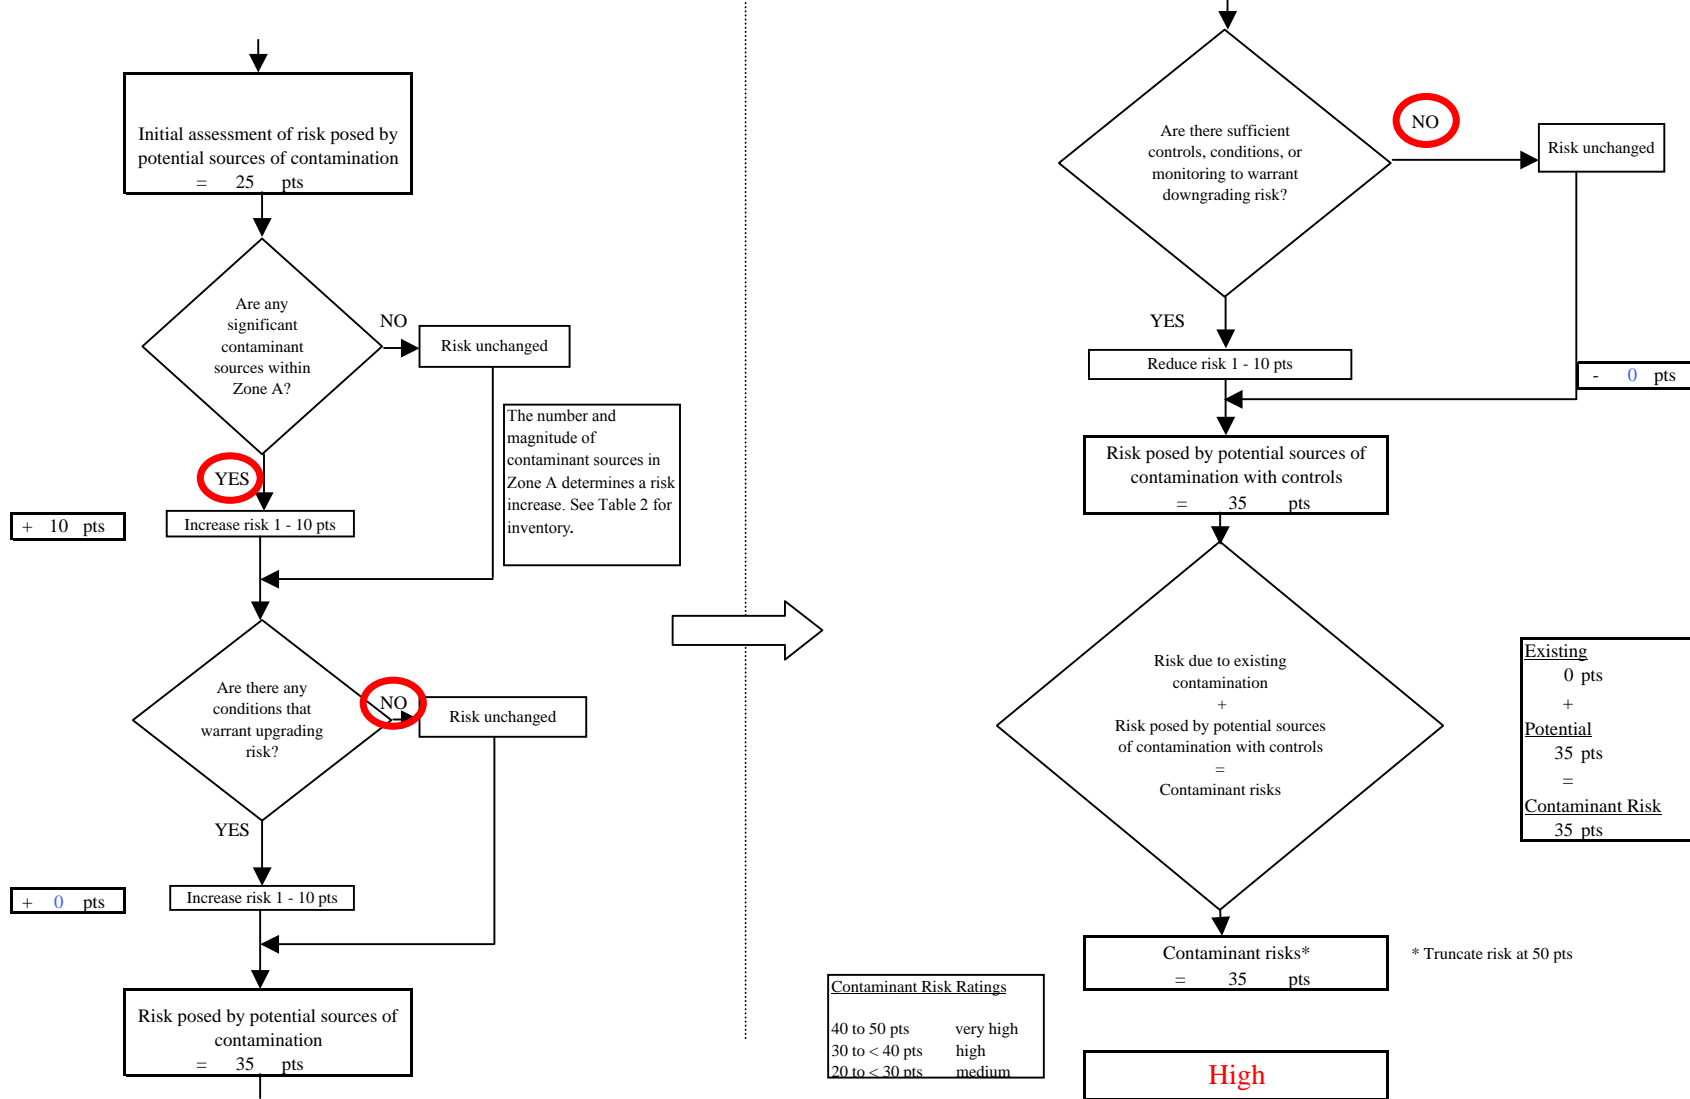 Initial assessment of risk posed by
potential sources of contamination
= 25 pts
Are any
significant
contaminant
sources within
Zone A?
NO
Risk unchanged
The number and
magnitude of
contaminant sources in
Zone A determines a risk
increase. See Table 2 for
inventory.
YES
+ 10 pts
Increase risk 1 - 10 pts
Are there any
conditions that
warrant upgrading
risk?
NO
Risk unchanged
YES
+ 0 pts
Increase risk 1 - 10 pts
Risk posed by potential sources of
contamination
= 35 pts
Are there sufficient
controls, conditions, or
monitoring to warrant
downgrading risk?
NO
Risk unchanged
YES
Reduce risk 1 - 10 pts
- 0 pts
Risk posed by potential sources of
contamination with controls
= 35 pts
Risk due to existing
contamination
+
Risk posed by potential sources
of contamination with controls
=
Contaminant risks
Existing
0 pts
+
Potential
35 pts
=
Contaminant Risk
35 pts
Contaminant risks*
= 35 pts
* Truncate risk at 50 pts
Contaminant Risk Ratings
40 to 50 pts very high
30 to < 40 pts high
20 to < 30 pts medium
High